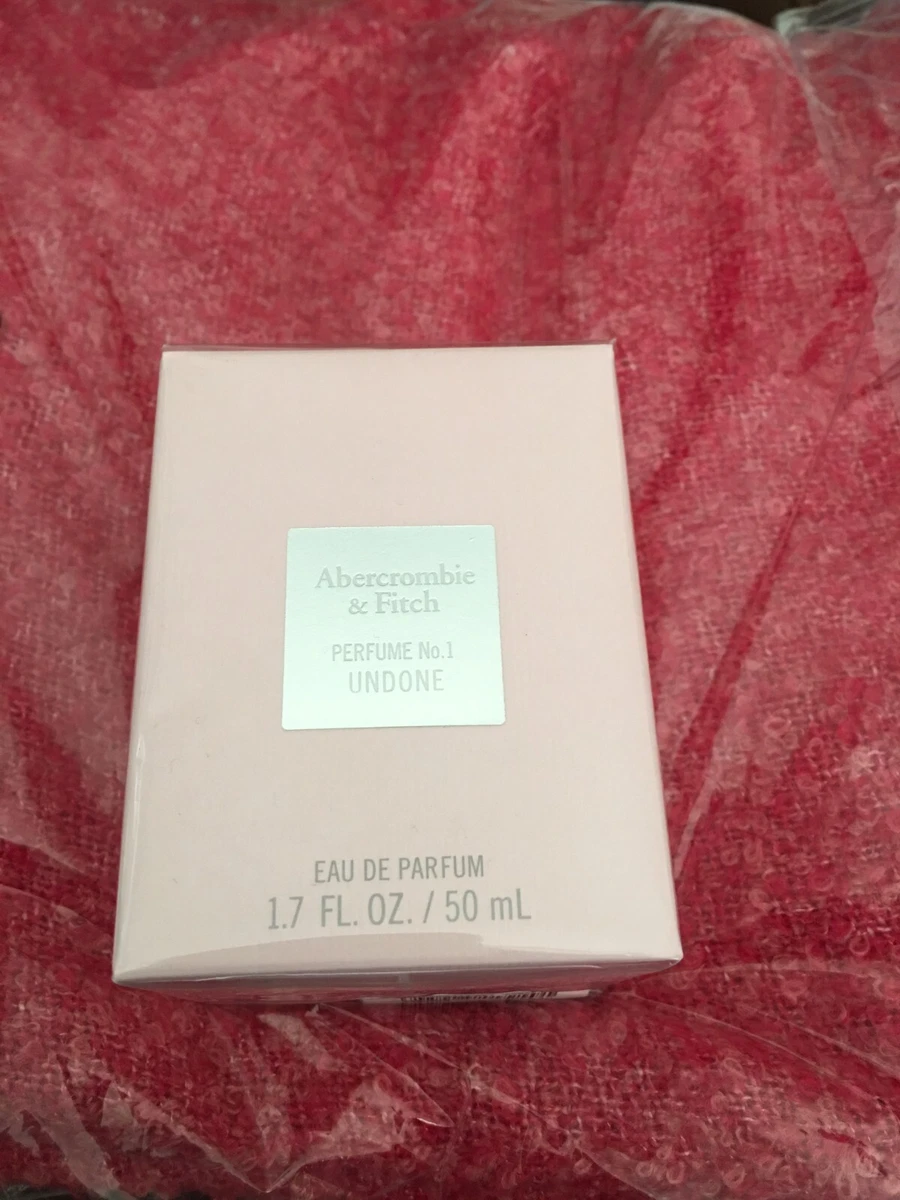 Abercrombie
& Fitch
PERFUME No.1
UNDONE
EAU DE PARFUM
1.7 FL. OZ. / 50 mL